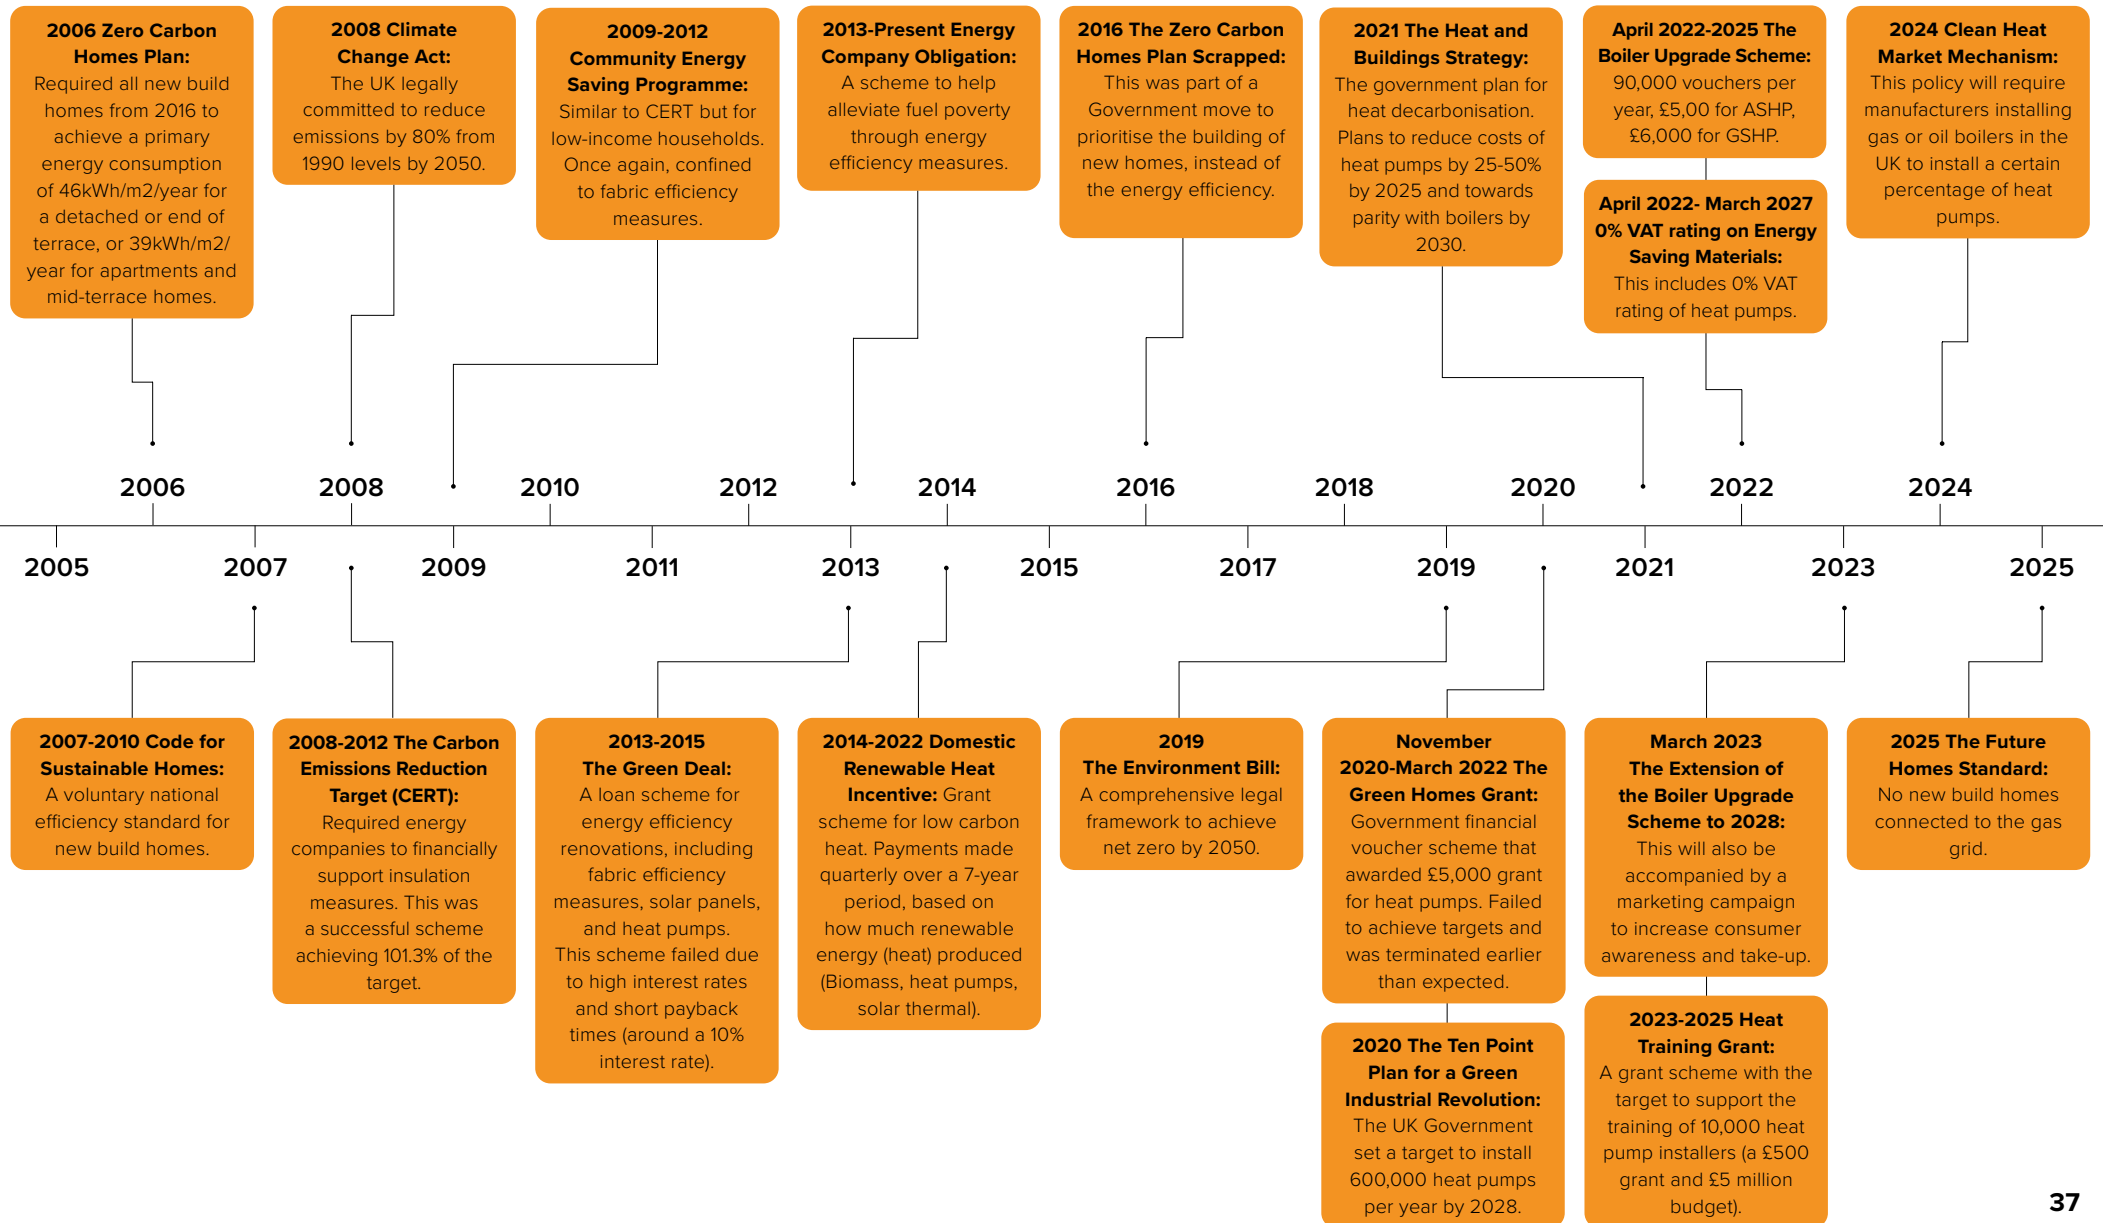 2006 Zero Carbon
Homes Plan:
Required all new build
homes from 2016 to
achieve a primary
energy consumption
of 46kWh/m2/year for
a detached or end of
terrace, or 39kWh/m2/
year for apartments and
mid-terrace homes.
2008 Climate
Change Act:
The UK legally
committed to reduce
emissions by 80% from
1990 levels by 2050.
2009-2012
Community Energy
Saving Programme:
Similar to CERT but for
low-income households.
Once again, confined
to fabric efficiency
measures.
2013-Present Energy
Company Obligation:
A scheme to help
alleviate fuel poverty
through energy
efficiency measures.
2016 The Zero Carbon
Homes Plan Scrapped:
This was part of a
Government move to
prioritise the building of
new homes, instead of
the energy efficiency.
2021 The Heat and
Buildings Strategy:
The government plan for
heat decarbonisation.
Plans to reduce costs of
heat pumps by 25-50%
by 2025 and towards
parity with boilers by
2030.
April 2022-2025 The
Boiler Upgrade Scheme:
90,000 vouchers per
year, £5,00 for ASHP,
£6,000 for GSHP.
April 2022- March 2027
0% VAT rating on Energy
Saving Materials:
This includes 0% VAT
rating of heat pumps.
2024 Clean Heat
Market Mechanism:
This policy will require
manufacturers installing
gas or oil boilers in the
UK to install a certain
percentage of heat
pumps.
2006 2008 2010 2012 2014 2016 2018 2020 2022 2024
2005 2007 2009 2011 2013 2015 2017 2019 2021 2023 2025
2007-2010 Code for
Sustainable Homes:
A voluntary national
efficiency standard for
new build homes.
2008-2012 The Carbon
Emissions Reduction
Target (CERT):
Required energy
companies to financially
support insulation
measures. This was
a successful scheme
achieving 101.3% of the
target.
2013-2015
The Green Deal:
A loan scheme for
energy efficiency
renovations, including
fabric efficiency
measures, solar panels,
and heat pumps.
This scheme failed due
to high interest rates
and short payback
times (around a 10%
interest rate).
2014-2022 Domestic
Renewable Heat
Incentive: Grant
scheme for low carbon
heat. Payments made
quarterly over a 7-year
period, based on
how much renewable
energy (heat) produced
(Biomass, heat pumps,
solar thermal).
2019
The Environment Bill:
A comprehensive legal
framework to achieve
net zero by 2050.
November
2020-March 2022 The
Green Homes Grant:
Government financial
voucher scheme that
awarded £5,000 grant
for heat pumps. Failed
to achieve targets and
was terminated earlier
than expected.
2020 The Ten Point
Plan for a Green
Industrial Revolution:
The UK Government
set a target to install
600,000 heat pumps
per year by 2028.
March 2023
The Extension of
the Boiler Upgrade
Scheme to 2028:
This will also be
accompanied by a
marketing campaign
to increase consumer
awareness and take-up.
2023-2025 Heat
Training Grant:
A grant scheme with the
target to support the
training of 10,000 heat
pump installers (a £500
grant and £5 million
budget).
2025 The Future
Homes Standard:
No new build homes
connected to the gas
grid.
37